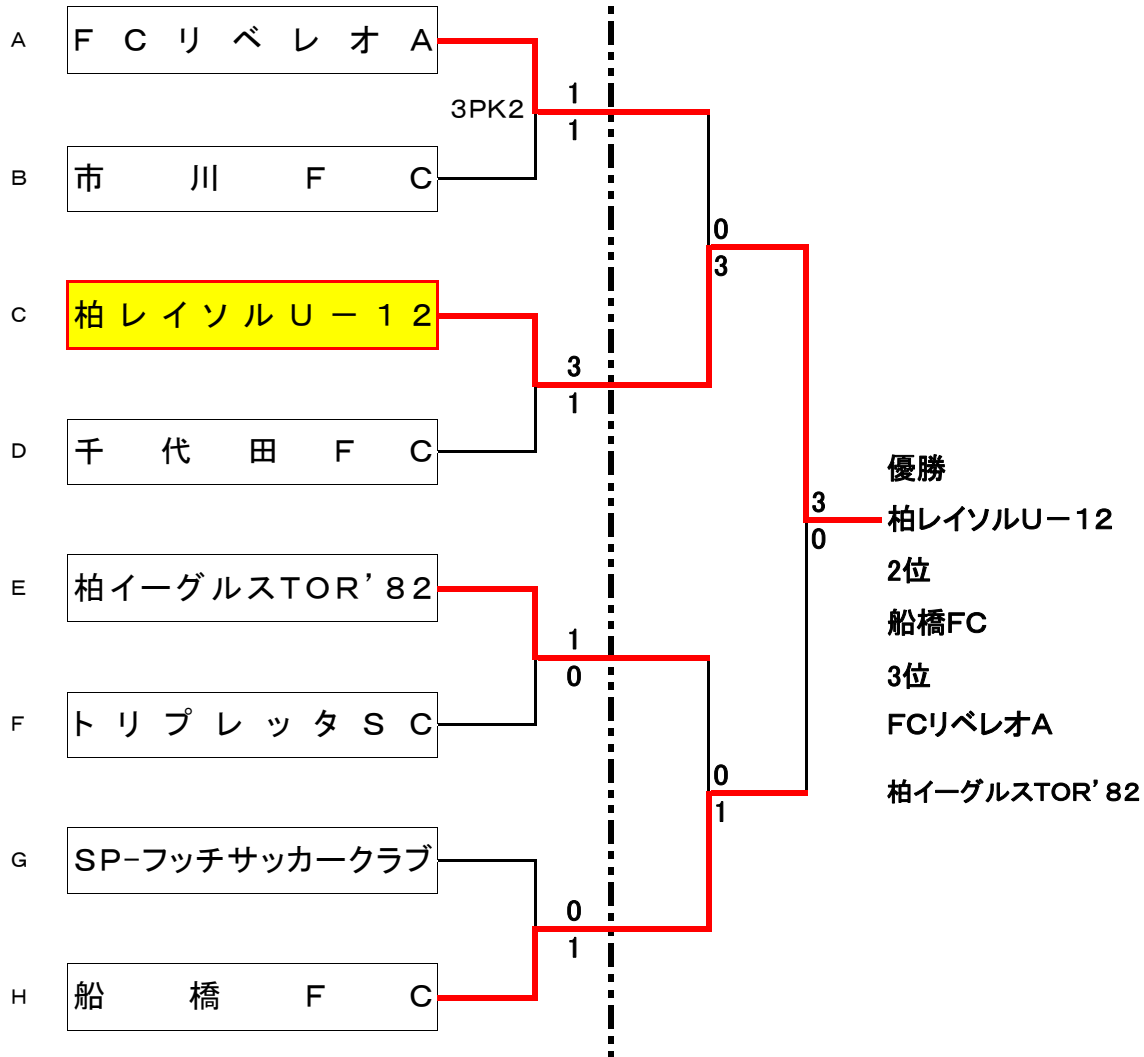 A FCリベレオA
3PK2
1
1
B 市川FC
0
3
C 柏レイソルU－12
3
1
D 千代田FC
優勝
3
柏レイソルU－12
0
2位
E 柏イーグルスTOR’82
船橋FC
1
0
3位
F トリプレッタSC
FCリベレオA
0
柏イーグルスTOR’82
1
G SP-フッチサッカークラブ
0
1
H 船橋FC